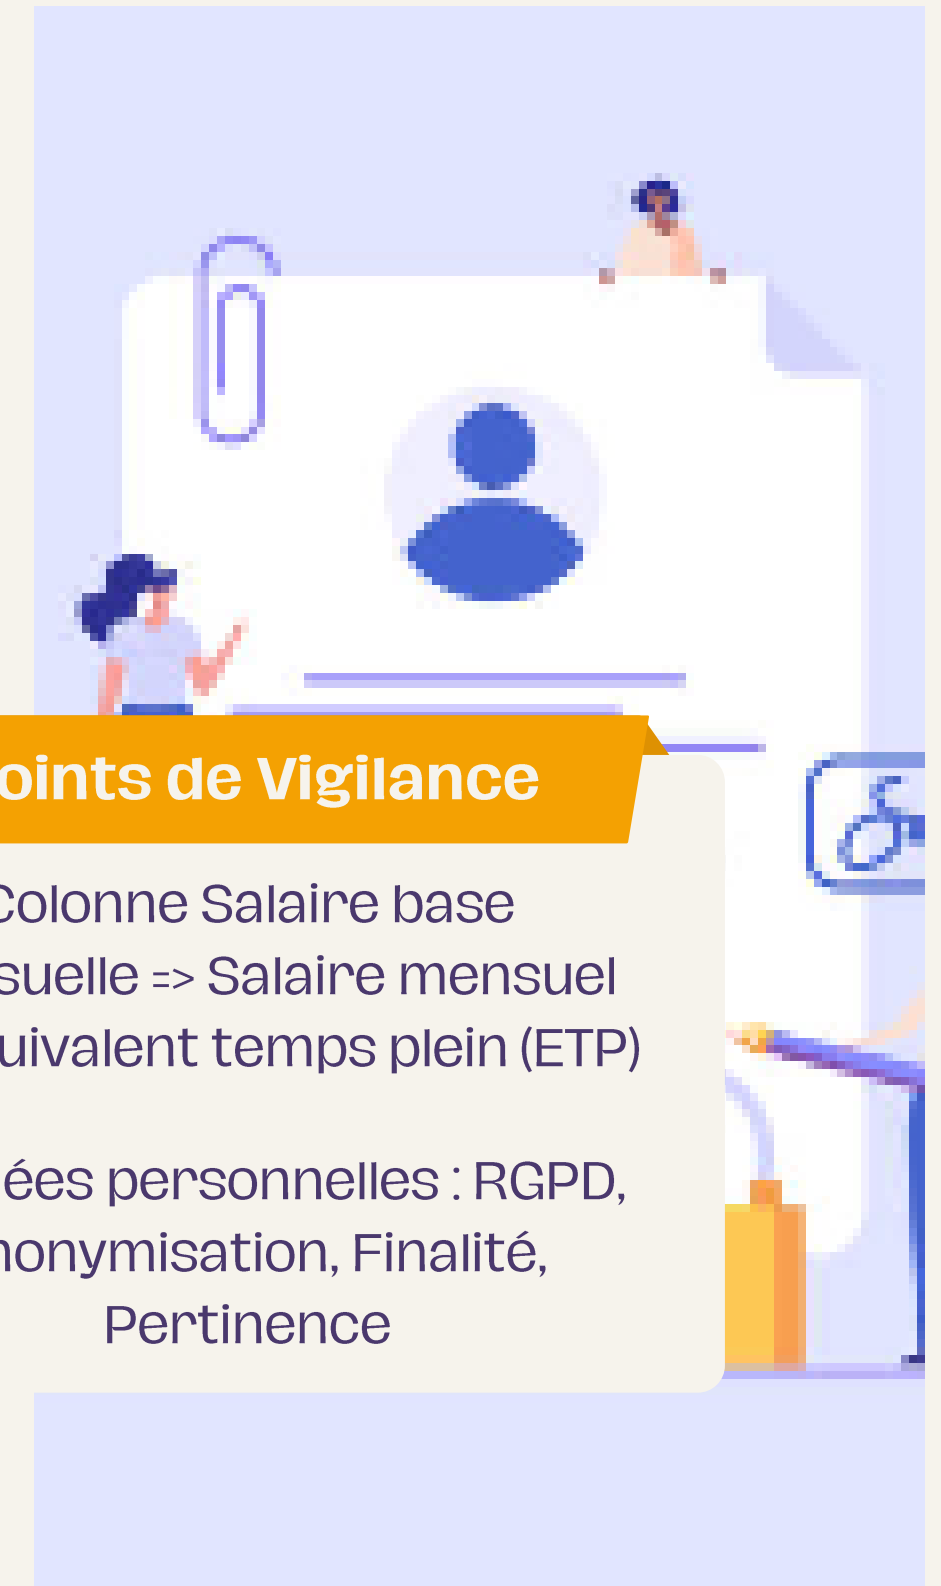 oints de Vigilance
Colonne Salaire base
suelle => Salaire mensuel
uivalent temps plein (ETP)
ées personnelles : RGPD,
nonymisation, Finalité,
Pertinence